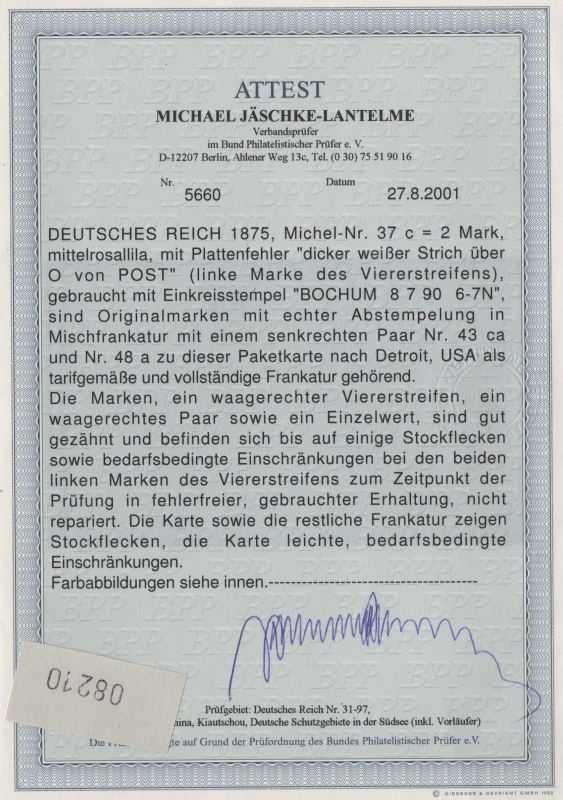 ATTEST
MICHAEL JÄSCHKE-LANTELME
Verbandsprüfer
im Bund Philatelistischer Prüfer e. V.
D-12207 Berlin, Ahlener Weg 13c, Tel. (0 30) 75 51 90 16
Nr. 5660 Datum 27.8.2001
DEUTSCHES REICH 1875, Michel-Nr. 37 c = 2 Mark,
mittelrosallila, mit Plattenfehler "dicker weißer Strich über
O von POST" (linke Marke des Viererstreifens),
gebraucht mit Einkreisstempel "BOCHUM 8 7 90 6-7N",
sind Originalmarken mit echter Abstempelung in
Mischfrankatur mit einem senkrechten Paar Nr. 43 ca
und Nr. 48 a zu dieser Paketkarte nach Detroit, USA als
tarifgemäße und vollständige Frankatur gehörend.
Die Marken, ein waagerechter Viererstreifen, ein
waagerechtes Paar sowie ein Einzelwert, sind gut
gezähnt und befinden sich bis auf einige Stockflecken
sowie bedarfsbedingte Einschränkungen bei den beiden
linken Marken des Viererstreifens zum Zeitpunkt der
Prüfung in fehlerfreier, gebrauchter Erhaltung, nicht
repariert. Die Karte sowie die restliche Frankatur zeigen
Stockflecken, die Karte leichte, bedarfsbedingte
Einschränkungen.
Farbabbildungen siehe innen.-------------------------------------
08210
Prüfgebiet: Deutsches Reich Nr. 31-97,
Kiautschou, Deutsche Schutzgebiete in der Südsee (inkl. Vorläufer)
Die auf Grund der Prüfordnung des Bundes Philatelistischer Prüfer e.V.
© GIESECKE & DEVRIENT GMBH 1992
BPP